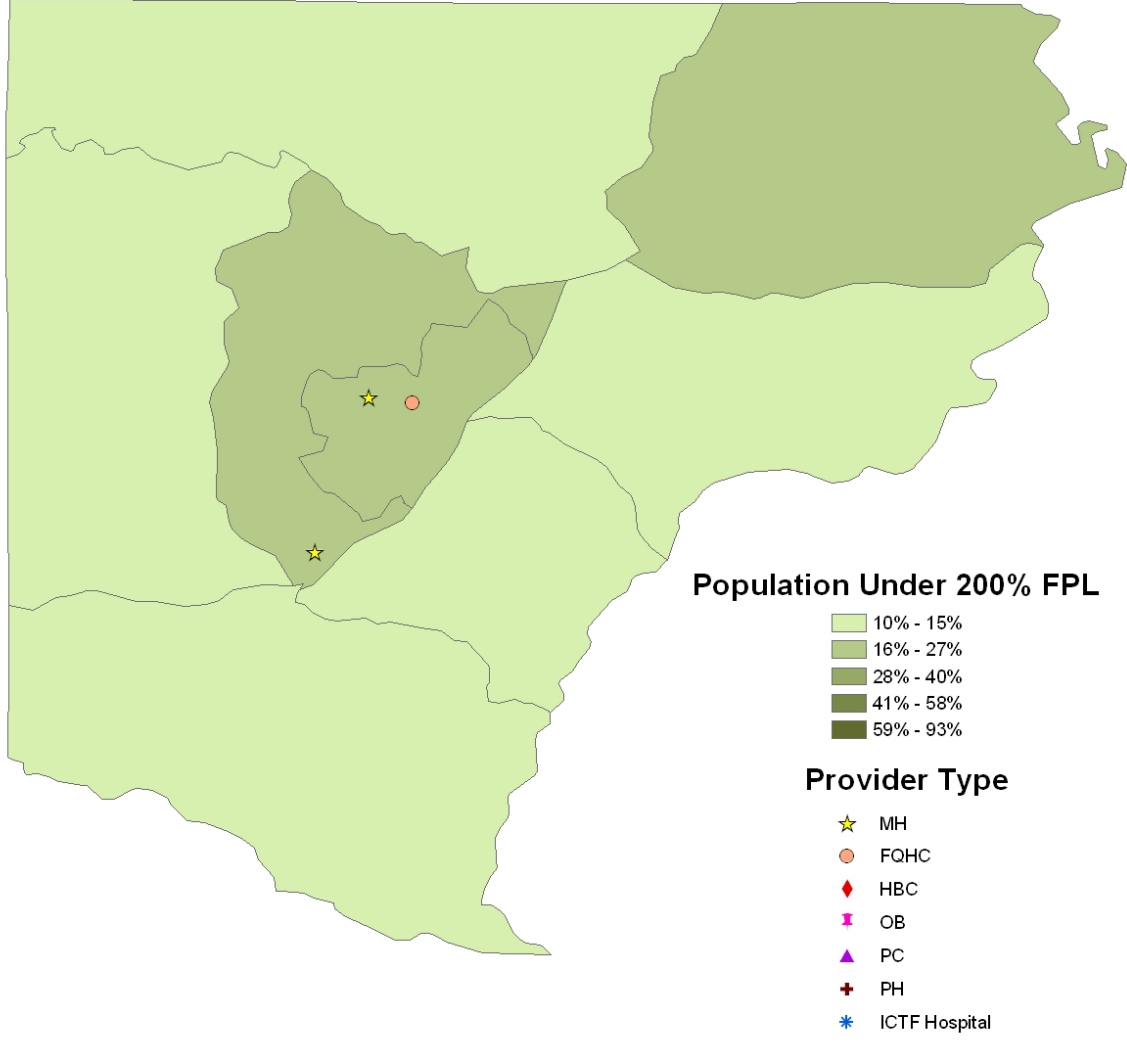 Population Under 200% FPL
10% - 15%
16% - 27%
28% - 40%
41% - 58%
59% - 93%
Provider Type
MH
FQHC
HBC
OB
PC
PH
ICTF Hospital